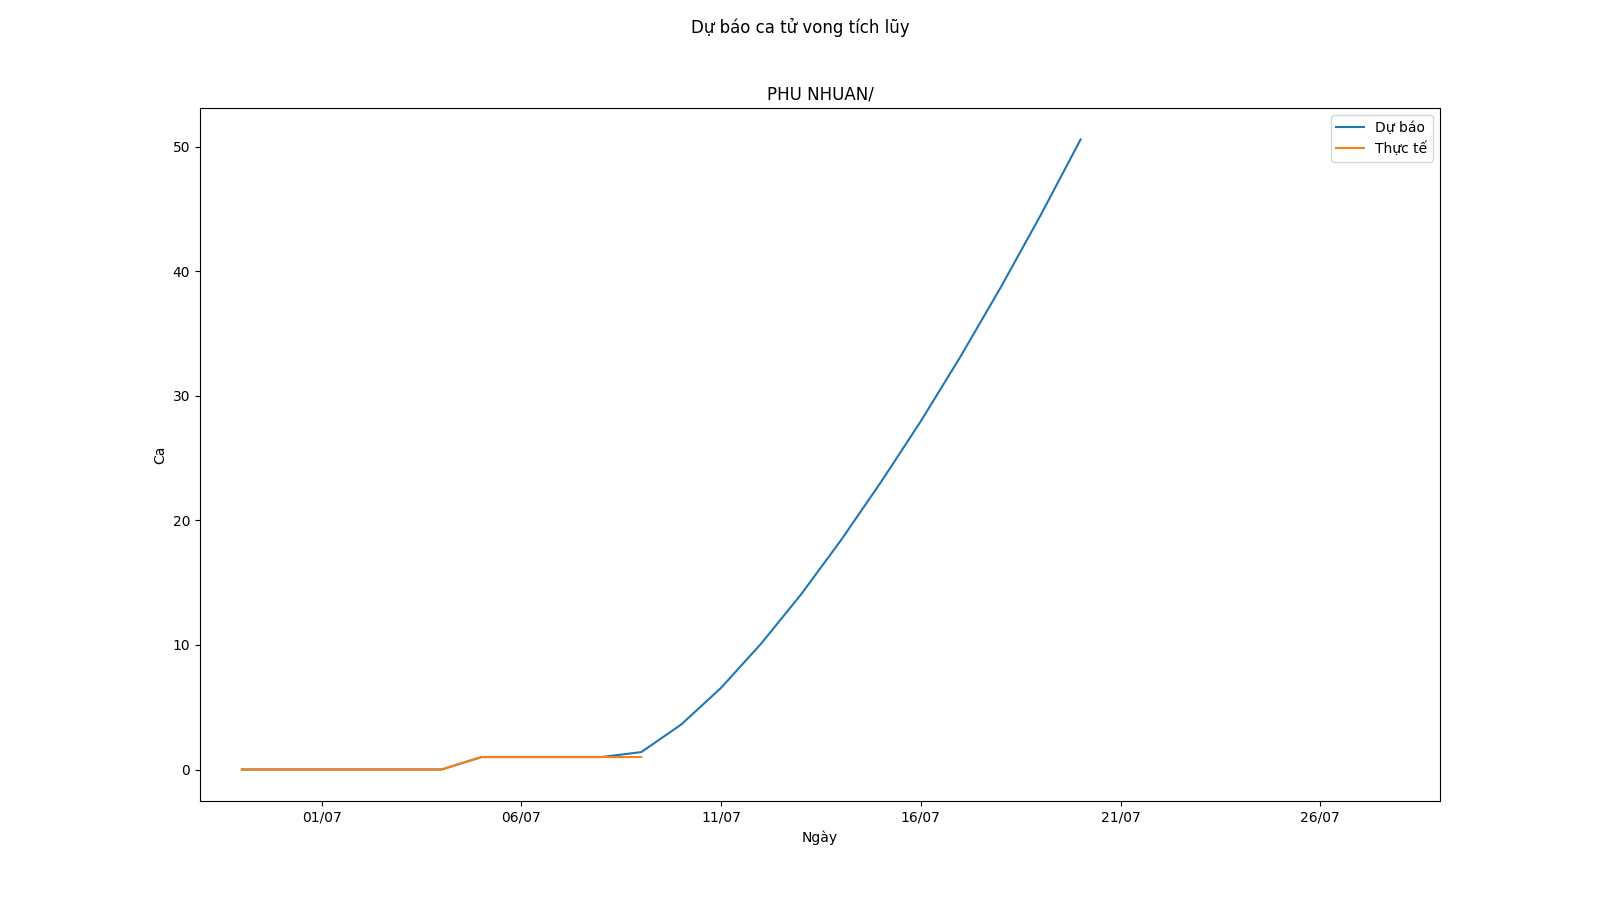 Dự báo ca tử vong tích lũy
PHU NHUAN/
Dự báo
Thực tế
50
40
30
20
10
0
Ca
01/07 06/07 11/07 16/07 21/07 26/07
Ngày